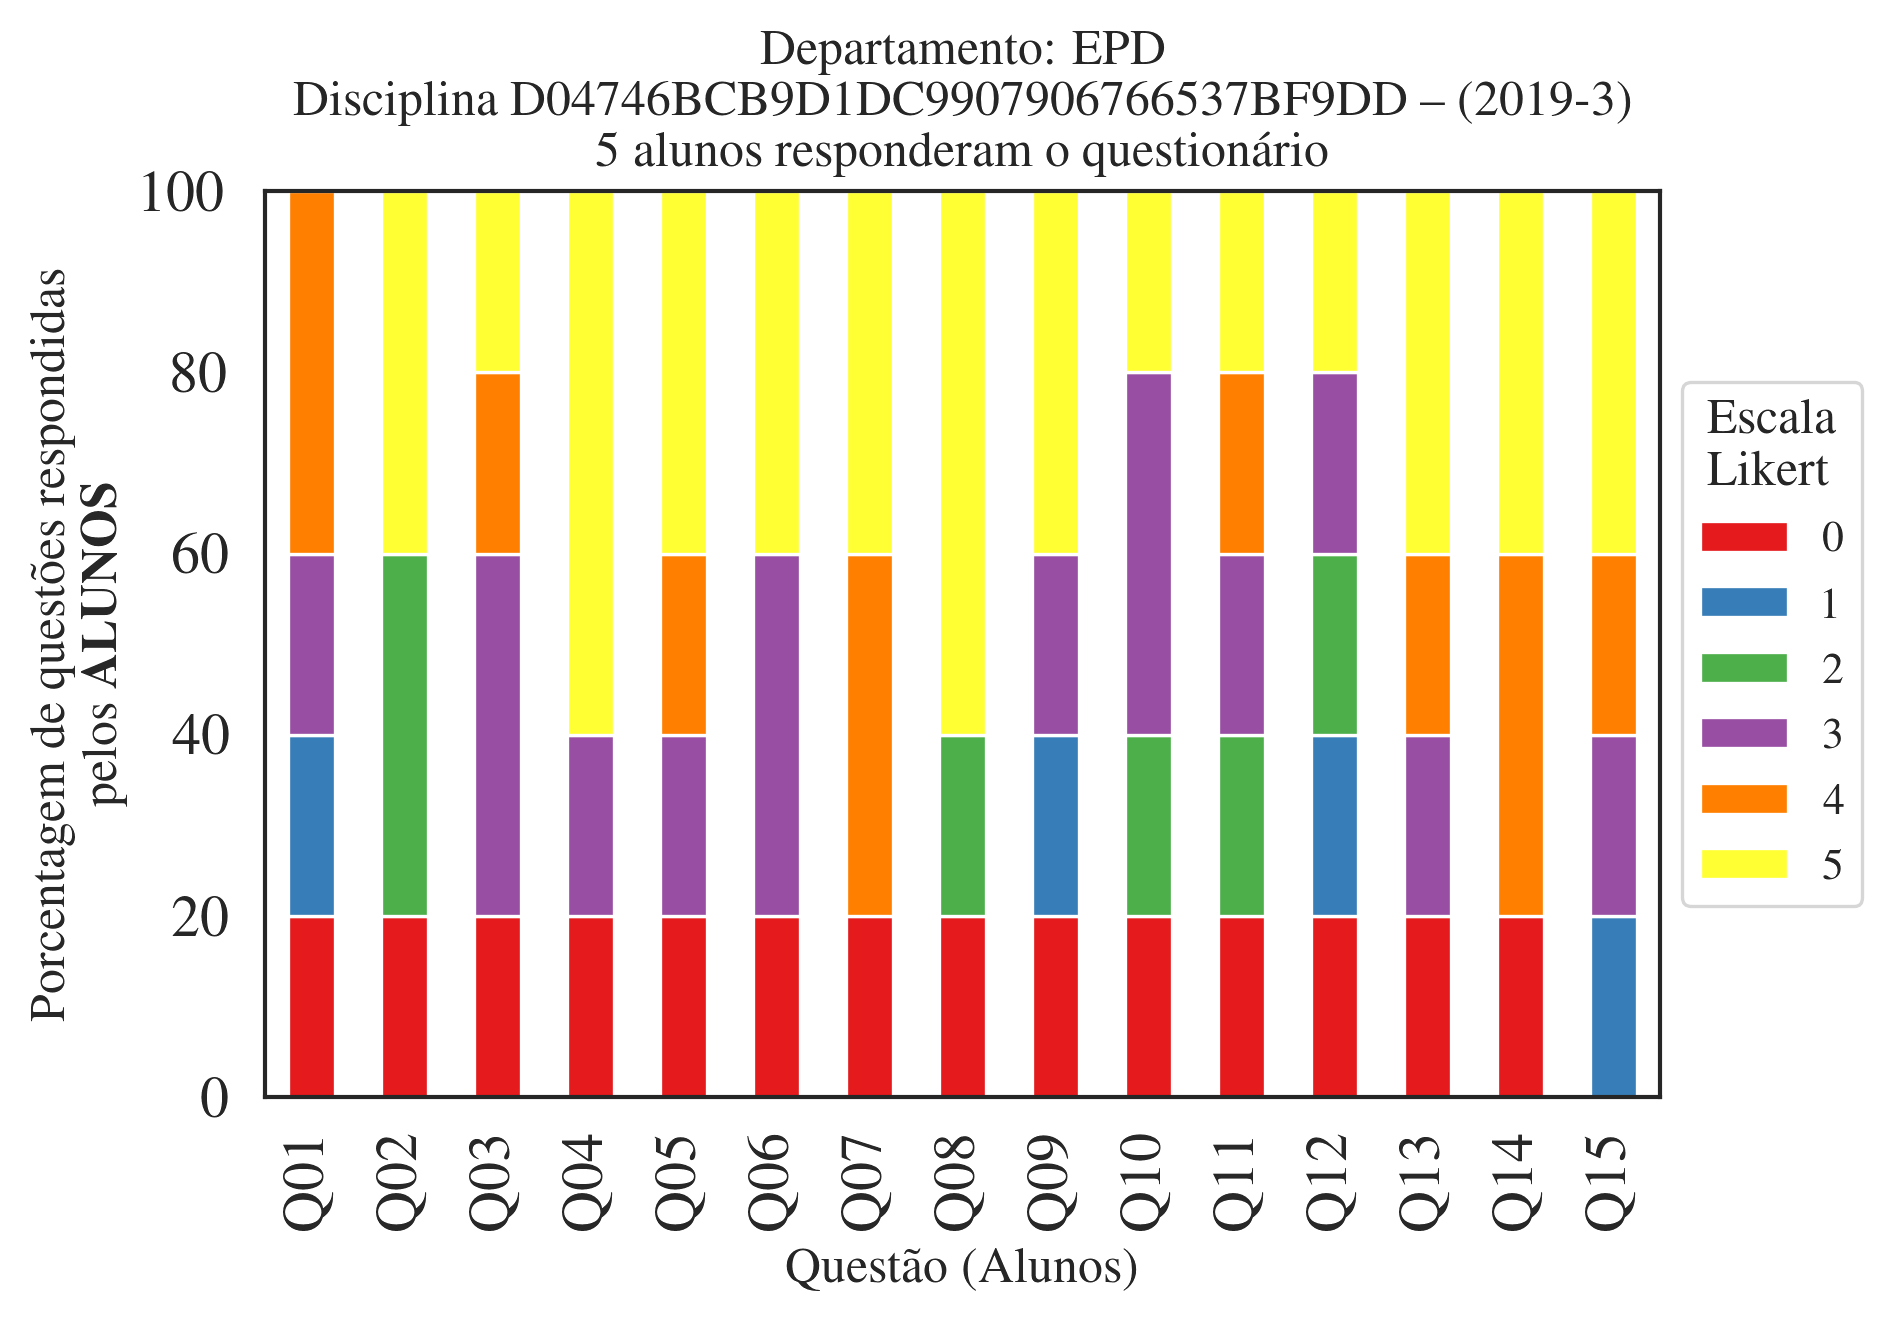 Departamento: EPD
Disciplina D04746BCB9D1DC9907906766537BF9DD – (2019-3)
5 alunos responderam o questionário
Porcentagem de questões respondidas
pelos ALUNOS
100
80
60
40
20
0
Q01
Q02
Q03
Q04
Q05
Q06
Q07
Q08
Q09
Q10
Q11
Q12
Q13
Q14
Q15
Questão (Alunos)
Escala
Likert
0
1
2
3
4
5